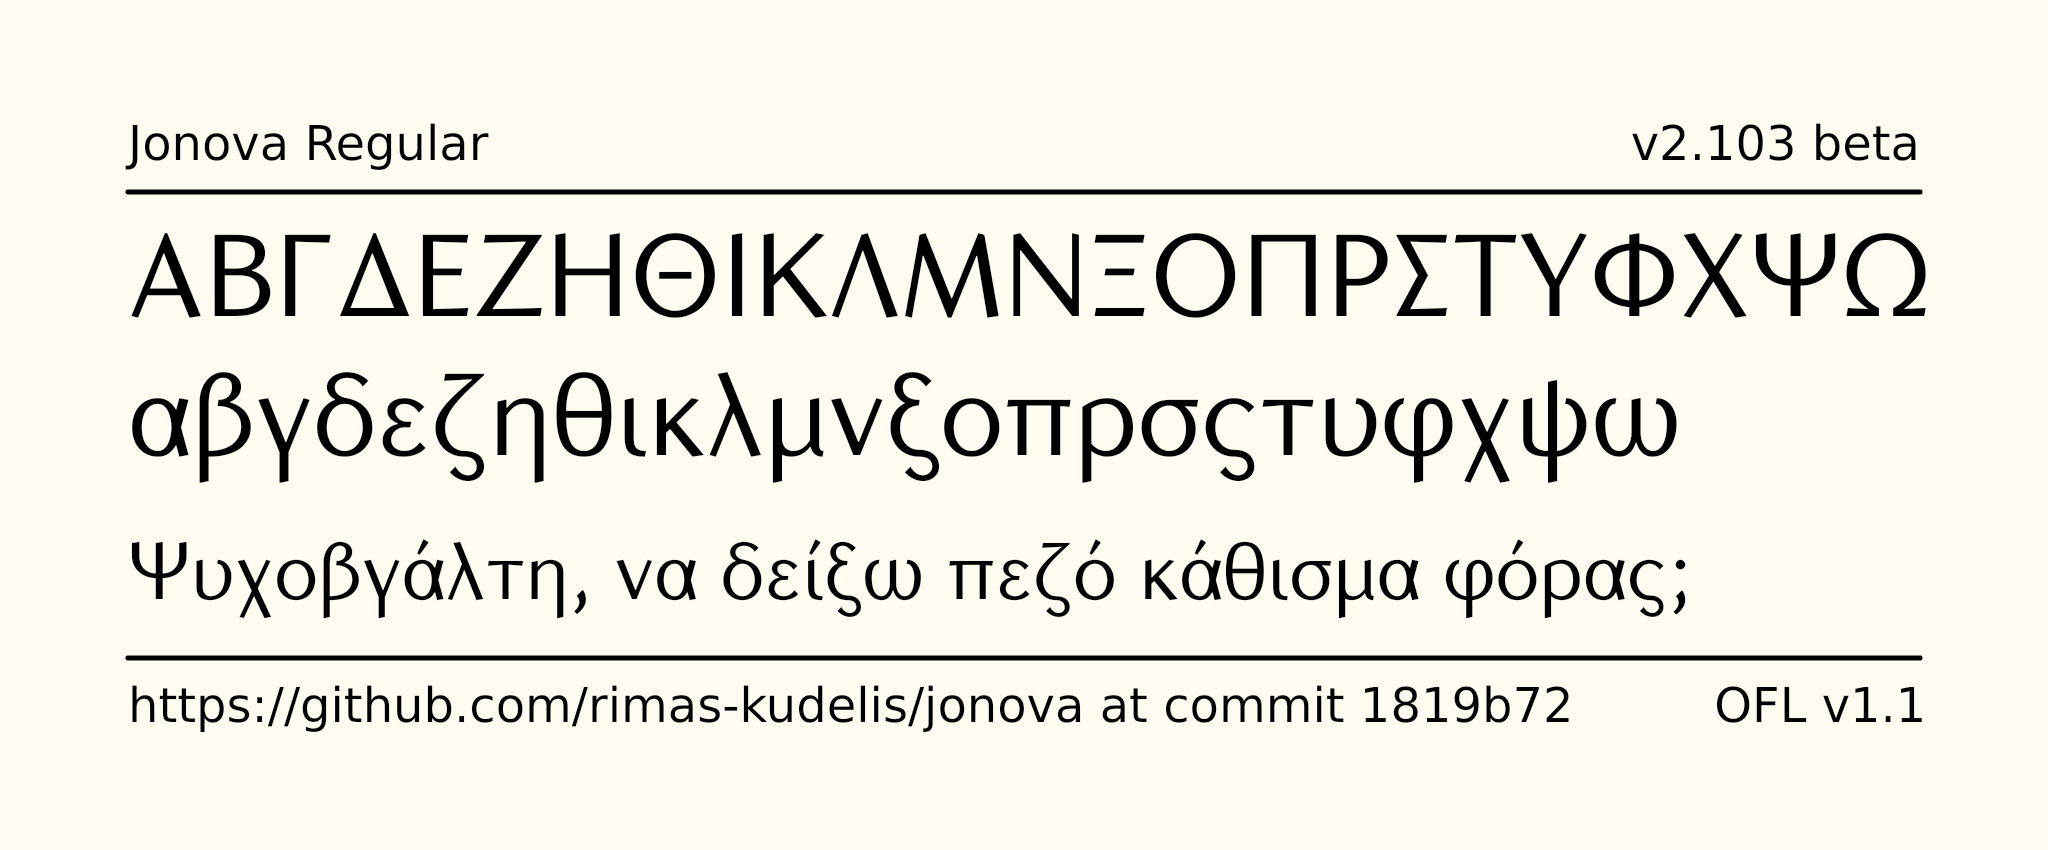 Jonova Regular v2.103 beta
ΑΒΓΔΕΖΗΘΙΚΛΜΝΞΟΠΡΣΤΥΦΧΨΩ
αβγδεζηθικλμνξοπρσςτυφχψω
Ψυχοβγάλτη, να δείξω πεζό κάθισμα φόρας;
https://github.com/rimas-kudelis/jonova at commit 1819b72 OFL v1.1